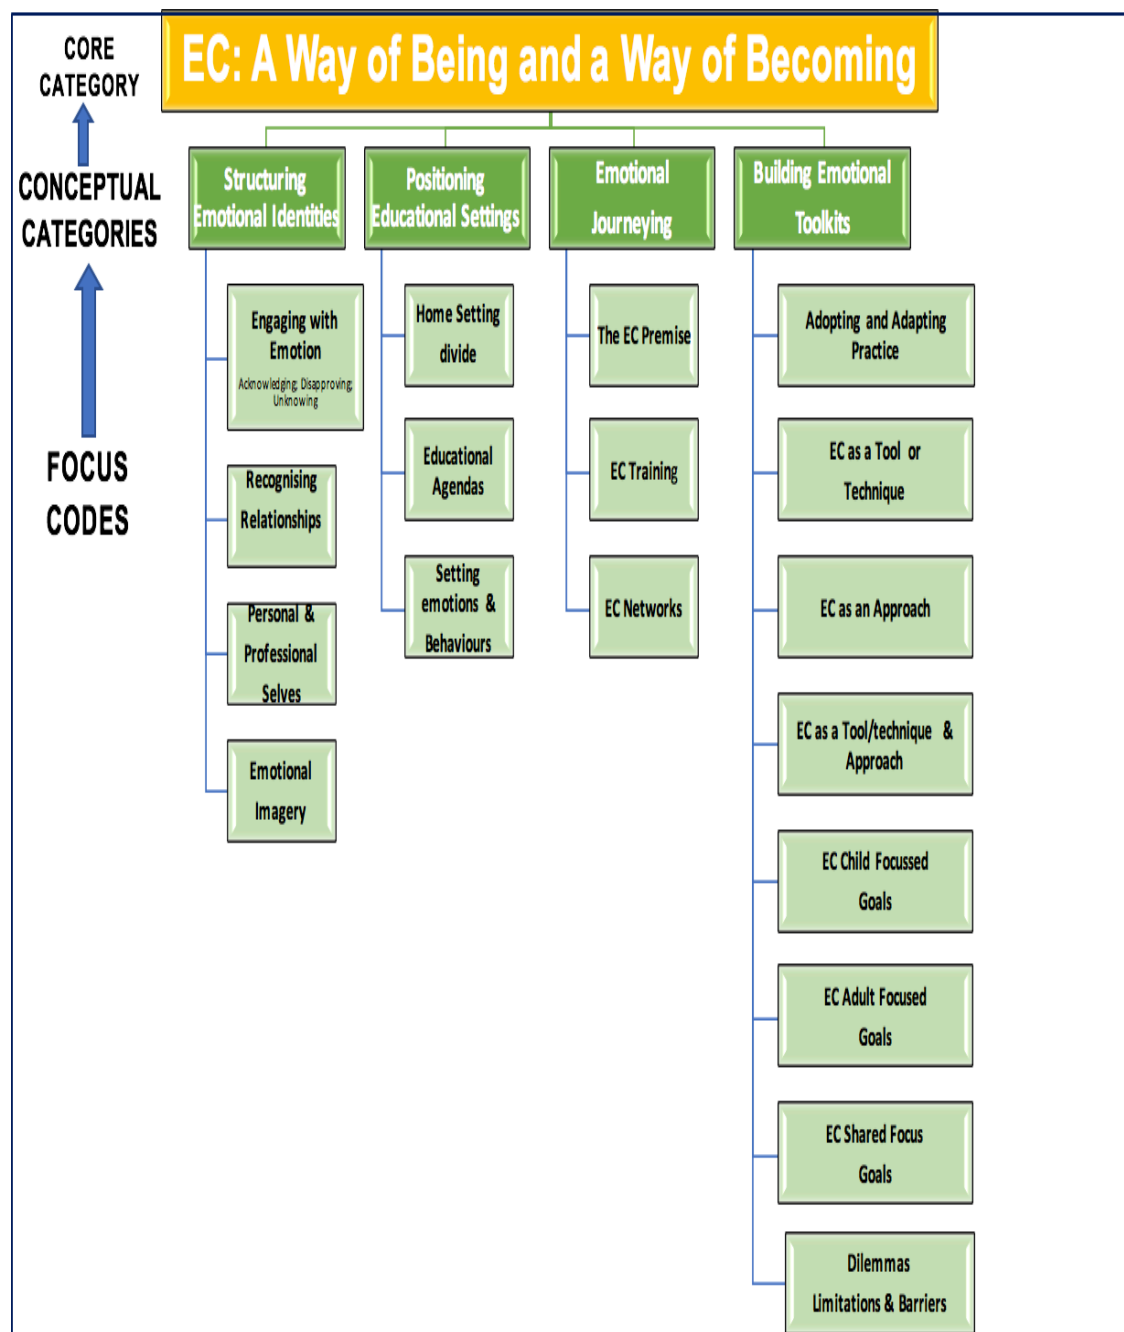 CORE
CATEGORY
EC: A Way of Being and a Way of Becoming
CONCEPTUAL
CATEGORIES
FOCUS
CODES
Structuring
Emotional Identities
Engaging with
Emotion
Acknowledging; Disapproving;
Unknowing
Recognising
Relationships
Personal &
Professional
Selves
Emotional
Imagery
Positioning
Educational Settings
Home Setting
divide
Educational
Agendas
Setting
emotions &
Behaviours
Emotional
Journeying
The EC Premise
EC Training
EC Networks
Building Emotional
Toolkits
Adopting and Adapting
Practice
EC as a Tool or
Technique
EC as an Approach
EC as a Tool/technique &
Approach
EC Child Focussed
Goals
EC Adult Focused
Goals
EC Shared Focus
Goals
Dilemmas
Limitations & Barriers